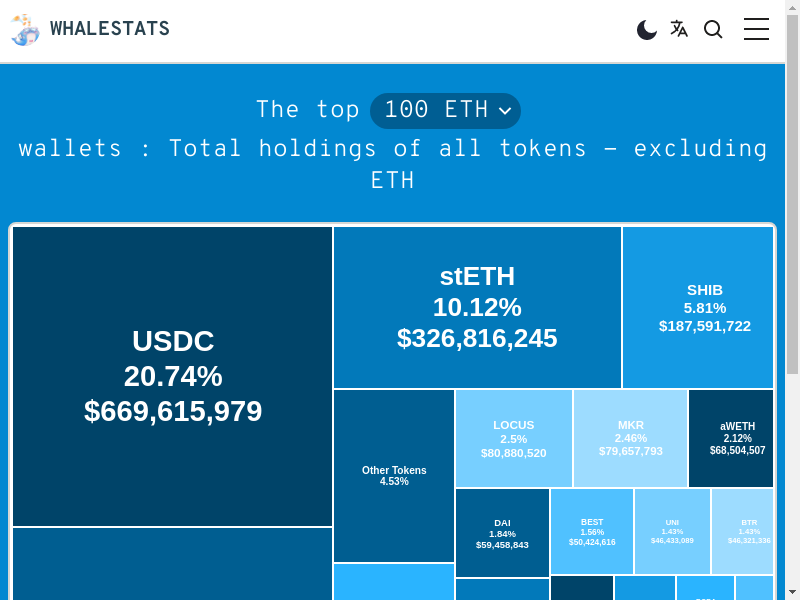 WHALESTATS
The top 100 ETH
wallets : Total holdings of all tokens – excluding
ETH
USDC
20.74%
$669,615,979
stETH
10.12%
$326,816,245
SHIB
5.81%
$187,591,722
Other Tokens
4.53%
LOCUS
2.5%
$80,880,520
MKR
2.46%
$79,657,793
aWETH
2.12%
$68,504,507
DAI
1.84%
$59,458,843
BEST
1.56%
$50,424,616
UNI
1.43%
$46,433,089
BTR
1.43%
$46,321,336